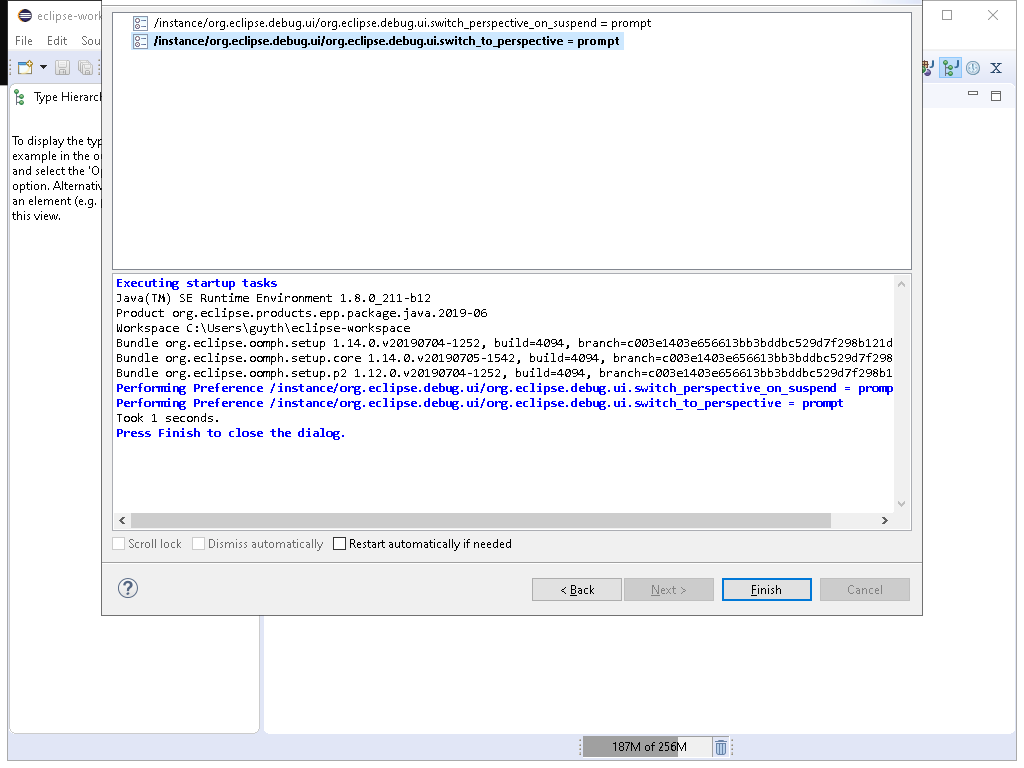 eclipse-work
/instance/org.eclipse.debug.ui/org.eclipse.debug.ui.switch_perspective_on_suspend = prompt
File Edit Sou
/instance/org.eclipse.debug.ui/org.eclipse.debug.ui.switch_to_perspective = prompt
X
Type Hierarch
To display the typ
example in the o
and select the 'O
option. Alternativ
an element (e.g.
this view.
Executing startup tasks
Java(TM) SE Runtime Environment 1.8.0_211-b12
Product org.eclipse.products.epp.package.java.2019-06
Workspace C:\Users\guyth\eclipse-workspace
Bundle org.eclipse.oomph.setup 1.14.0.v20190704-1252, build=4094, branch=c003e1403e656613bb3bddbc529d7f298b121d
Bundle org.eclipse.oomph.setup.core 1.14.0.v20190705-1542, build=4094, branch=c003e1403e656613bb3bddbc529d7f298
Bundle org.eclipse.oomph.setup.p2 1.12.0.v20190704-1252, build=4094, branch=c003e1403e656613bb3bddbc529d7f298b1
Performing Preference /instance/org.eclipse.debug.ui/org.eclipse.debug.ui.switch_perspective_on_suspend = promp
Performing Preference /instance/org.eclipse.debug.ui/org.eclipse.debug.ui.switch_to_perspective = prompt
Took 1 seconds.
Press Finish to close the dialog.
Scroll lock Dismiss automatically Restart automatically if needed
? < Back Next > Finish Cancel
187M of 256M